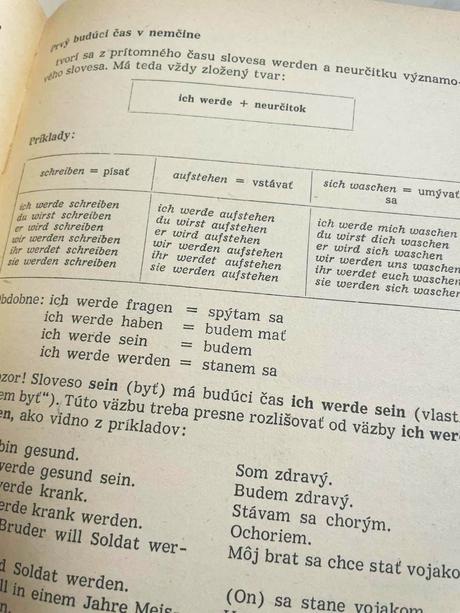 Prvý budúci čas v nemčine
tvorí sa z prítomného času slovesa werden a neurčitku významo-
vého slovesa. Má teda vždy zložený tvar:
ich werde + neurčitok
Príklady:
schreiben = písať
ich werde schreiben
du wirst schreiben
er wird schreiben
wir werden schreiben
ihr werdet schreiben
sie werden schreiben
aufstehen = vstávať
ich werde aufstehen
du wirst aufstehen
er wird aufstehen
wir werden aufstehen
ihr werdet aufstehen
sie werden aufstehen
sich waschen = umývať
sa
ich werde mich waschen
du wirst dich waschen
er wird sich waschen
wir werden uns waschen
ihr werdet euch waschen
sie werden sich waschen
Obdobne: ich werde fragen = spýtam sa
ich werde haben = budem mať
ich werde sein = budem
ich werde werden = stanem sa
ozor! Sloveso sein (byť) má budúci čas ich werde sein (vlast
em byť“). Túto väzbu treba presne rozlišovať od väzby ich wer
en, ako vidno z príkladov:
bin gesund.
werde gesund sein.
werde krank.
erde krank werden.
Bruder will Soldat wer-
d Soldat werden.
ll in einem Jahre Meis-
n.
Som zdravý.
Budem zdravý.
Stávam sa chorým.
Ochoriem.
Môj brat sa chce stať vojako
(On) sa stane vojakom